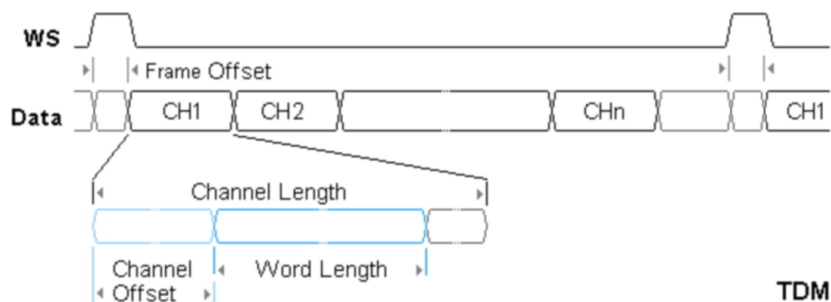 WS
Frame Offset
Data
CH1
CH2
CHn
CH1
Channel Length
Channel
Offset
Word Length
TDM